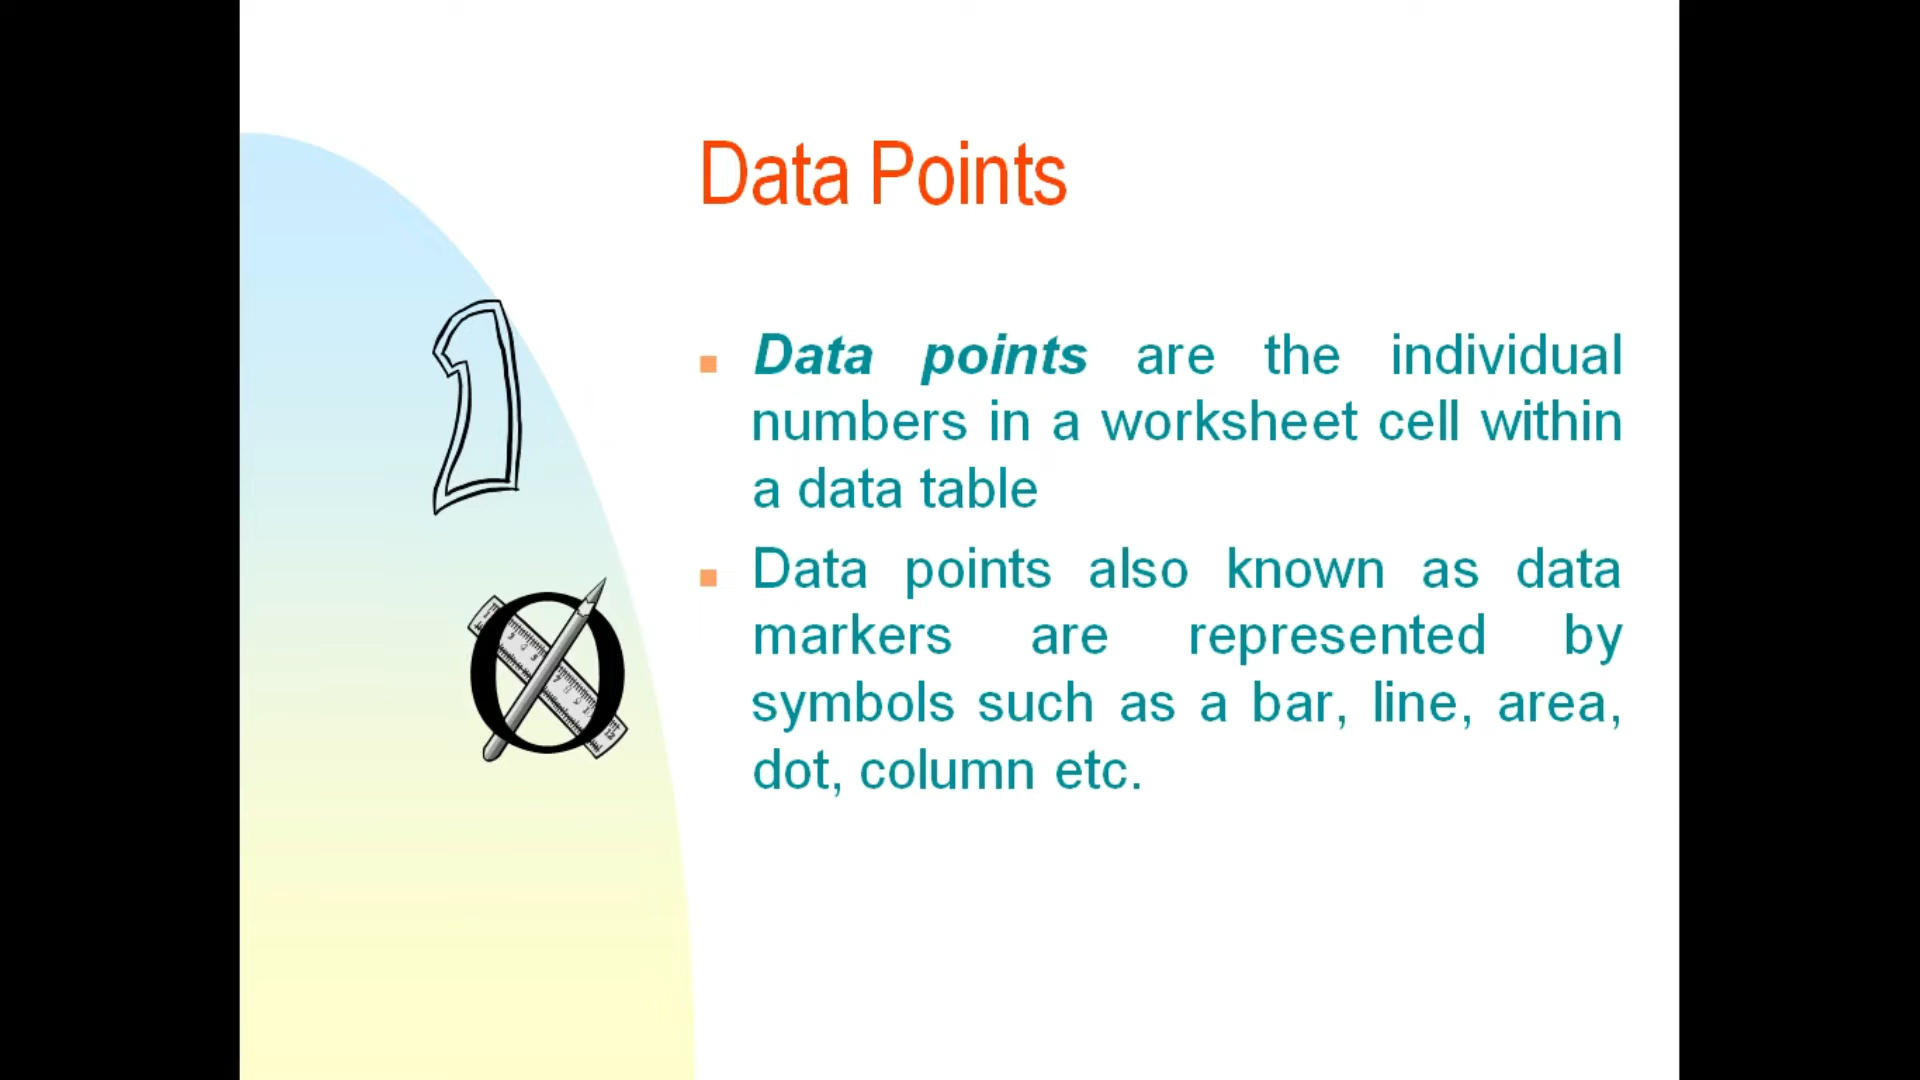 Data Points
1
Data points are the individual
numbers in a worksheet cell within
a data table
Data points also known as data
markers are represented by
symbols such as a bar, line, area,
dot, column etc.
O